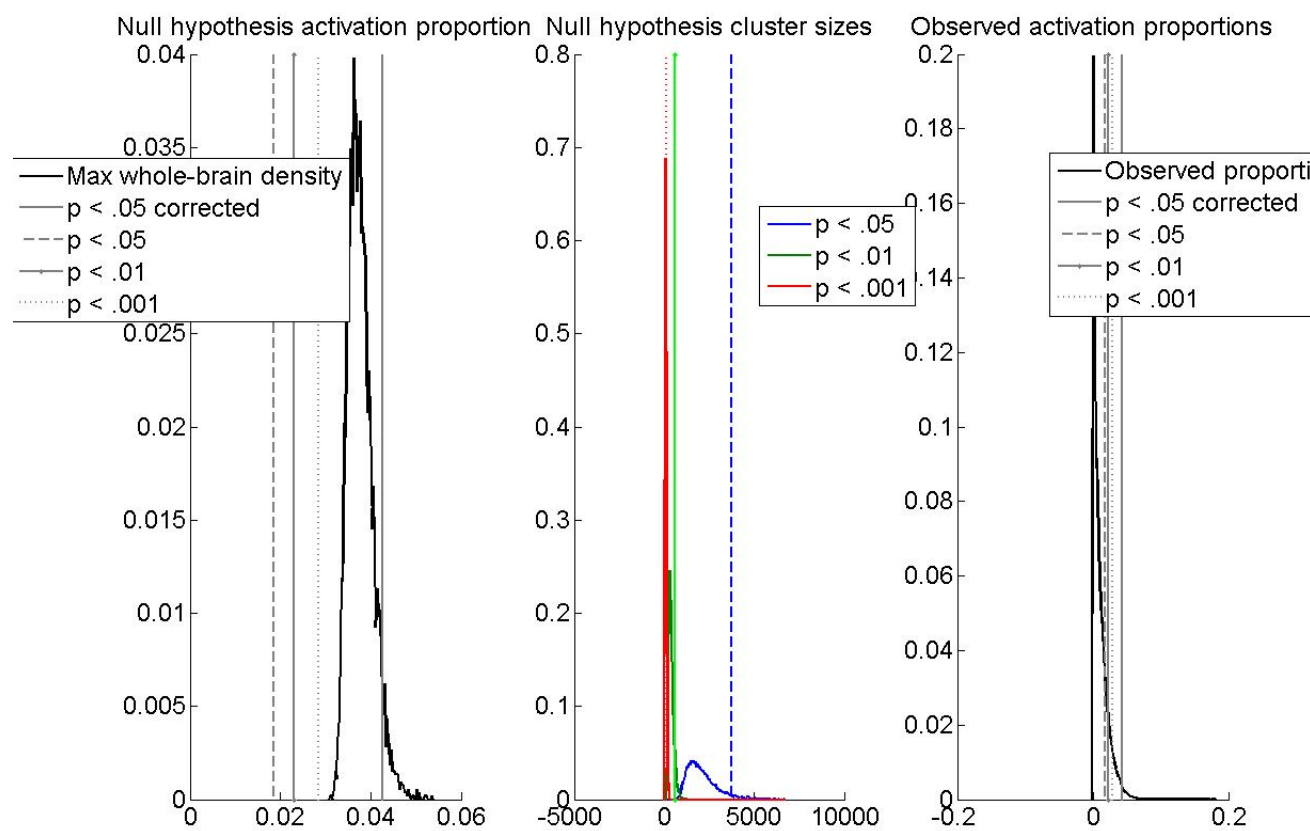 Null hypothesis activation proportion
0.04
0.035
0.025
0.02
0.015
0.01
0.005
0
0
0.02
0.04
0.06
Max whole-brain density
p < .05 corrected
p < .05
p < .01
p < .001
Null hypothesis cluster sizes
0.8
0.7
0.6
0.5
0.4
0.3
0.2
0.1
0
-5000
0
5000
10000
p < .05
p < .01
p < .001
Observed activation proportions
0.2
0.18
0.16
0.14
0.12
0.1
0.08
0.06
0.04
0.02
0
-0.2
0
0.2
Observed proporti
p < .05 corrected
p < .05
p < .01
p < .001